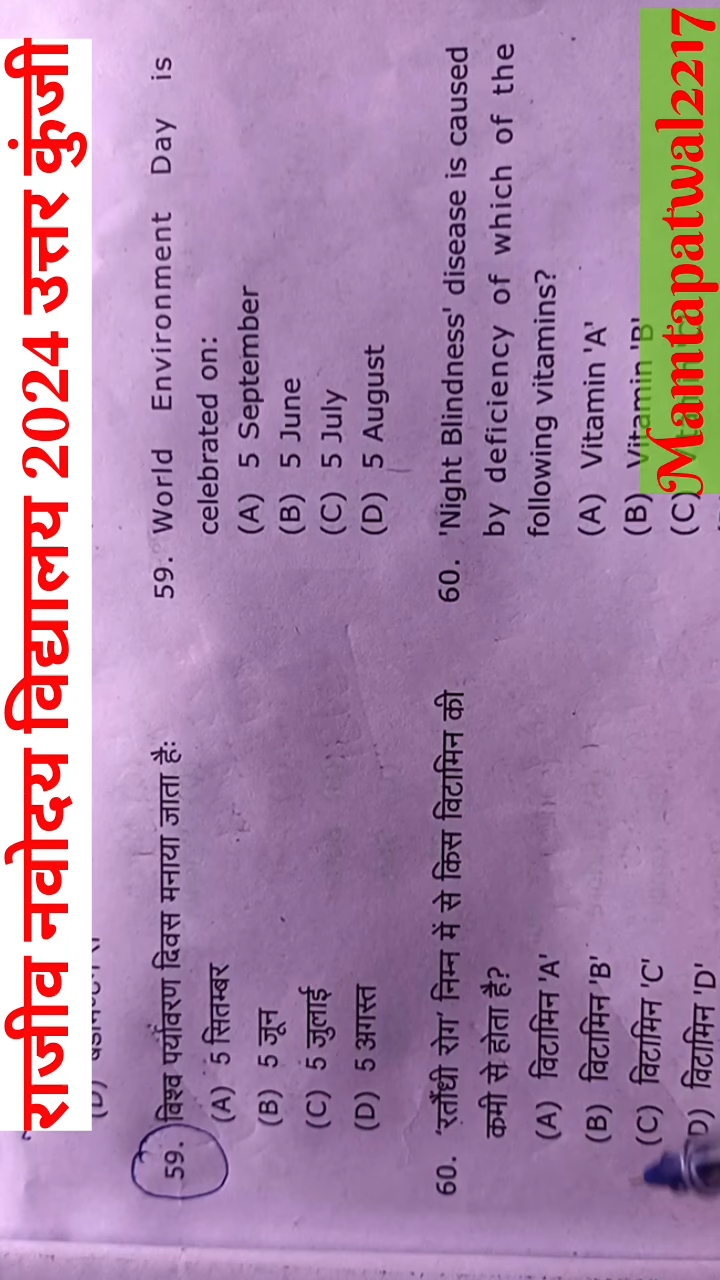 राजीव नवोदय विद्यालय 2024 उत्तर कुंजी
59. विश्व पर्यावरण दिवस मनाया जाता है:
(A) 5 सितम्बर
(B) 5 जून
(C) 5 जुलाई
(D) 5 अगस्त
60. 'रतौंधी रोग' निम्न में से किस विटामिन की
कमी से होता है?
(A) विटामिन 'A'
(B) विटामिन 'B'
(C) विटामिन 'C'
D) विटामिन 'D'
59. World Environment Day is
celebrated on:
(A) 5 September
(B) 5 June
(C) 5 July
(D) 5 August
60. 'Night Blindness' disease is caused
by deficiency of which of the
following vitamins?
(A) Vitamin 'A'
(B) Vitamin 'B'
(C)
Mamtapatwal2217